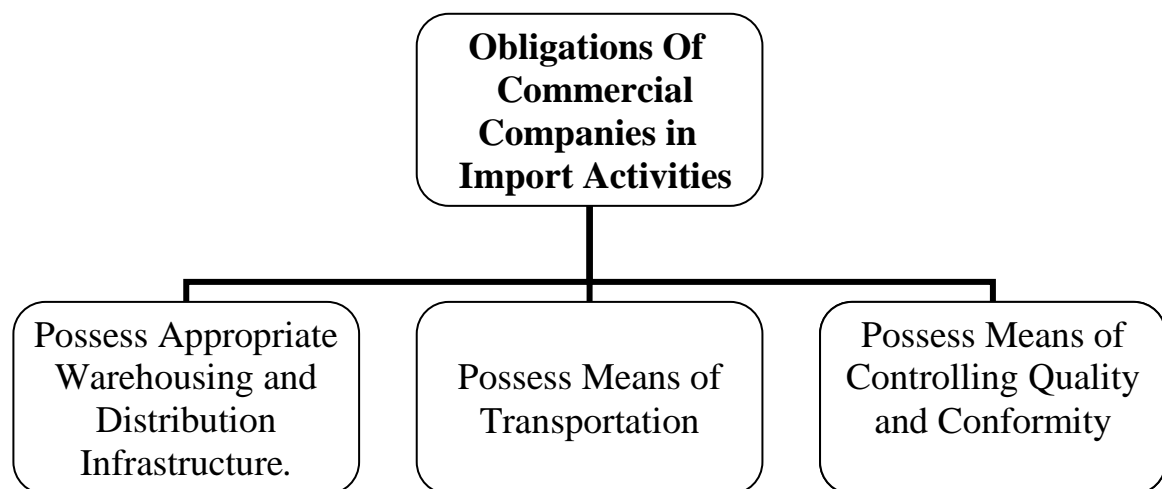 Obligations Of
Commercial
Companies in
Import Activities
Possess Appropriate
Warehousing and
Distribution
Infrastructure.
Possess Means of
Transportation
Possess Means of
Controlling Quality
and Conformity